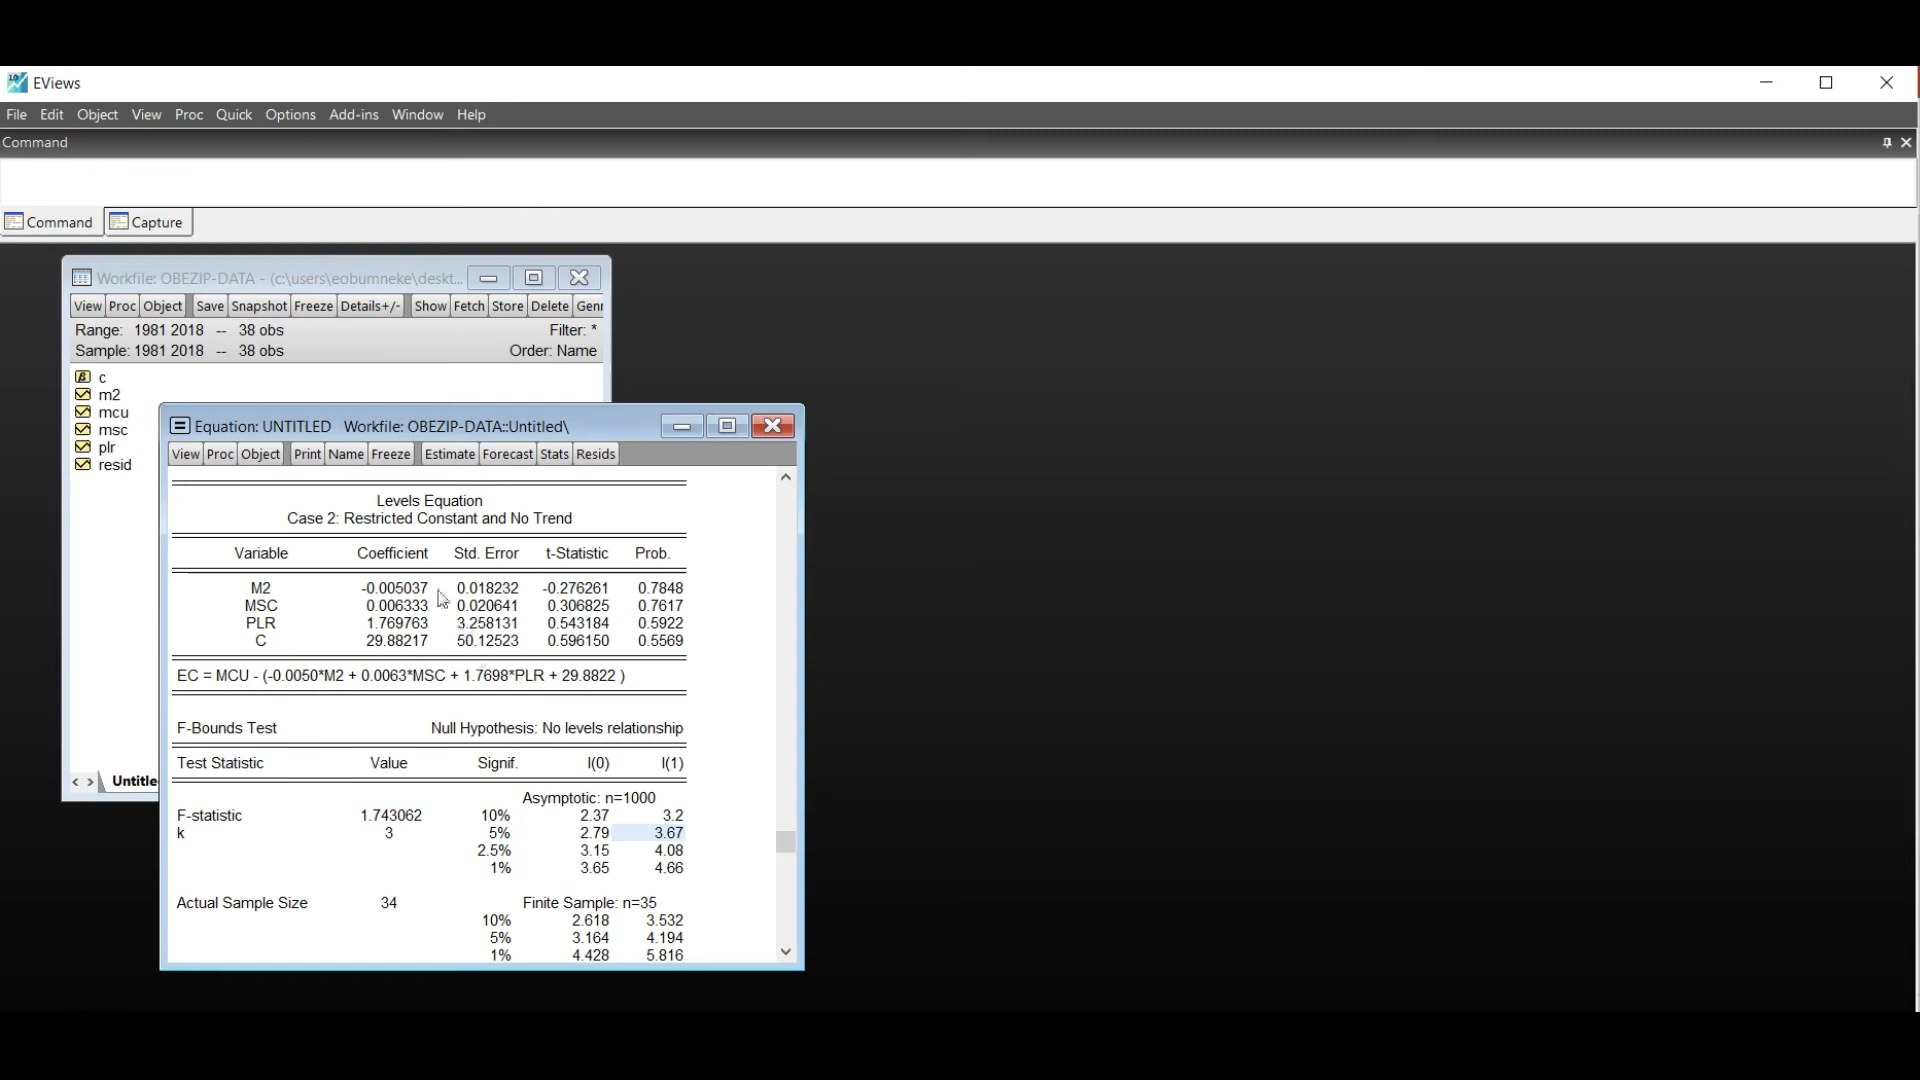 EViews
File Edit Object View Proc Quick Options Add-ins Window Help
Command
Command Capture
Workfile: OBEZIP-DATA - (c:\users\eobumneke\deskt...
View Proc Object Save Snapshot Freeze Details+/- Show Fetch Store Delete Genr
Range: 1981 2018 -- 38 obs Filter: *
Sample: 1981 2018 -- 38 obs Order: Name
c
m2
mcu
msc
plr
resid
< > Untitle
Equation: UNTITLED Workfile: OBEZIP-DATA::Untitled\
View Proc Object Print Name Freeze Estimate Forecast Stats Resids
Levels Equation
Case 2: Restricted Constant and No Trend
Variable Coefficient Std. Error t-Statistic Prob.
M2 -0.005037 0.018232 -0.276261 0.7848
MSC 0.006333 0.020641 0.306825 0.7617
PLR 1.769763 3.258131 0.543184 0.5922
C 29.88217 50.12523 0.596150 0.5569
EC = MCU - (-0.0050*M2 + 0.0063*MSC + 1.7698*PLR + 29.8822 )
F-Bounds Test Null Hypothesis: No levels relationship
Test Statistic Value Signif. I(0) I(1)
Asymptotic: n=1000
F-statistic 1.743062 10% 2.37 3.2
k 3 5% 2.79 3.67
2.5% 3.15 4.08
1% 3.65 4.66
Actual Sample Size 34 Finite Sample: n=35
10% 2.618 3.532
5% 3.164 4.194
1% 4.428 5.816